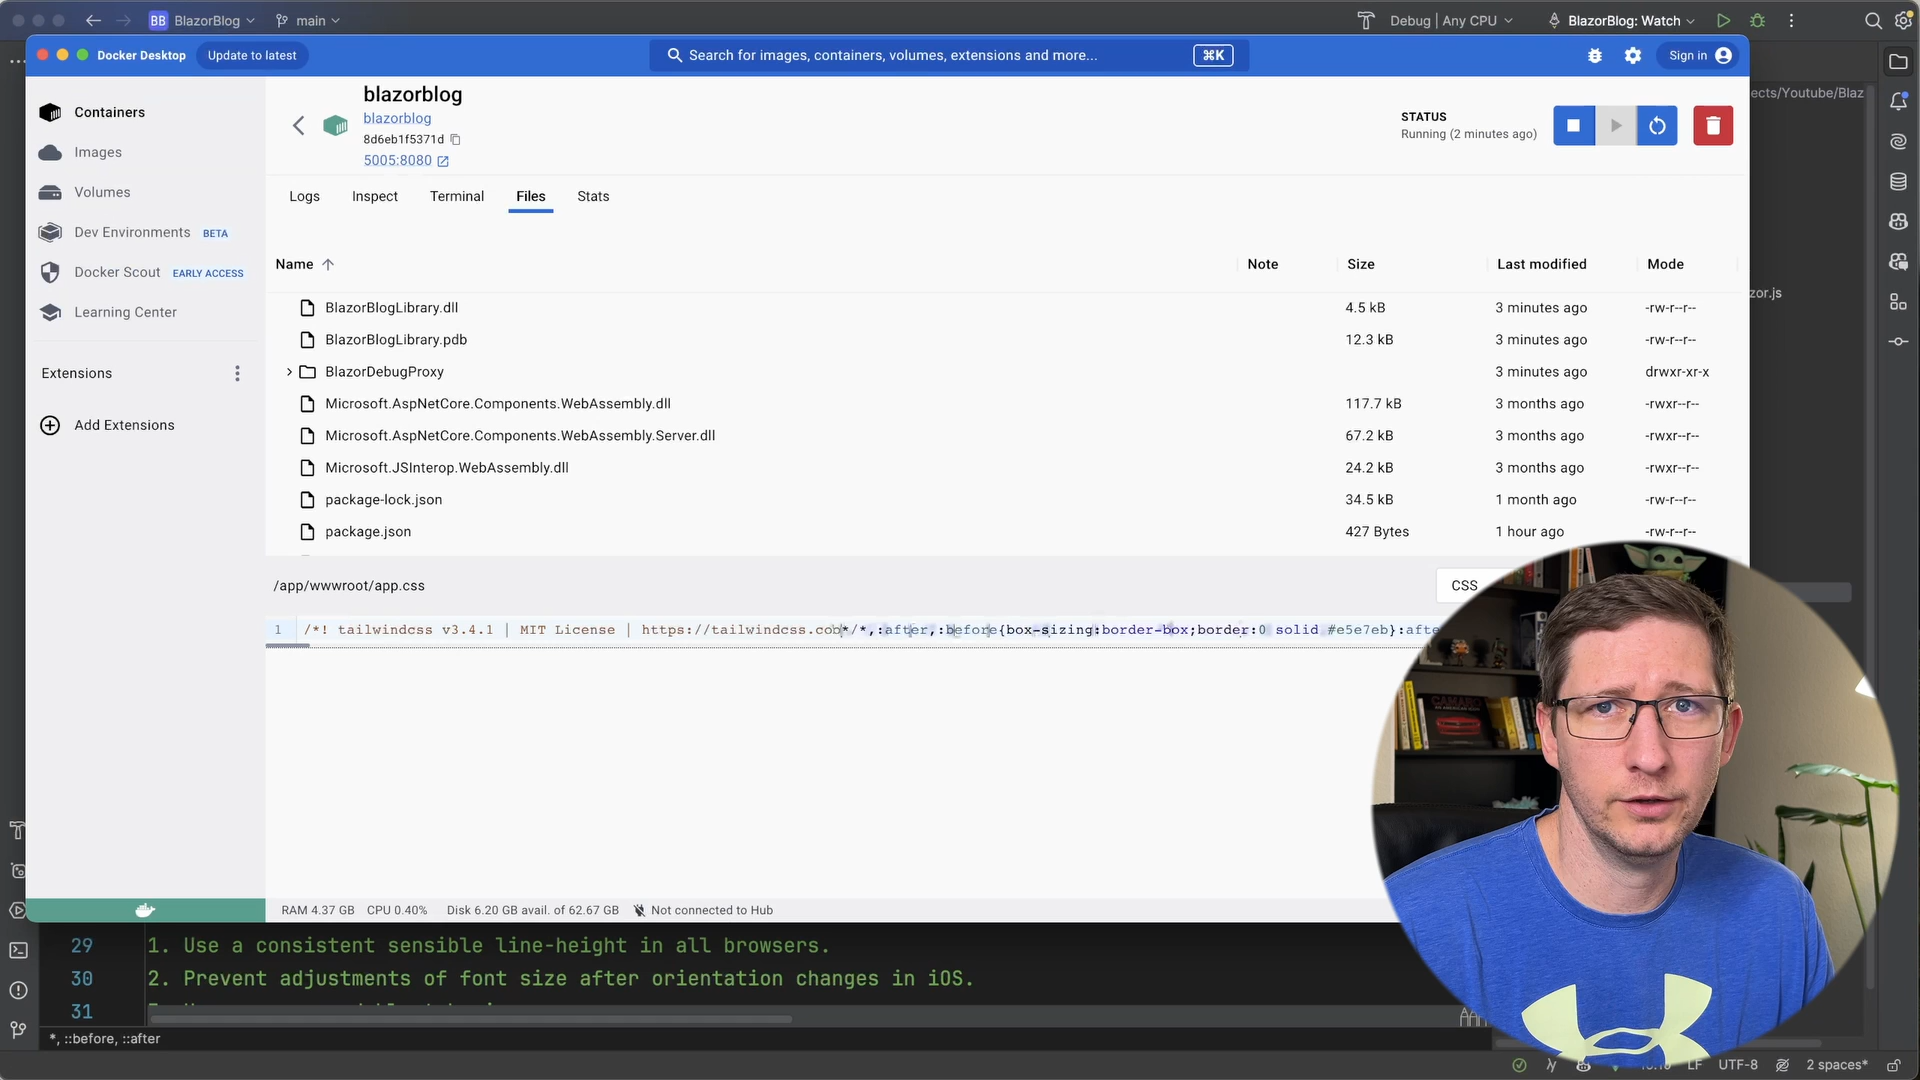 BB BlazorBlog main Debug | Any CPU BlazorBlog: Watch
Docker Desktop Update to latest Search for images, containers, volumes, extensions and more... ⌘K Sign in
Containers
Images
Volumes
Dev Environments BETA
Docker Scout EARLY ACCESS
Learning Center
Extensions
Add Extensions
blazorblog
blazorblog
8d6eb1f5371d
5005:8080
STATUS
Running (2 minutes ago)
ects/Youtube/Blaz
Logs Inspect Terminal Files Stats
Name Note Size Last modified Mode
zor.js
BlazorBlogLibrary.dll 4.5 kB 3 minutes ago -rw-r--r--
BlazorBlogLibrary.pdb 12.3 kB 3 minutes ago -rw-r--r--
BlazorDebugProxy 3 minutes ago drwxr-xr-x
Microsoft.AspNetCore.Components.WebAssembly.dll 117.7 kB 3 months ago -rwxr--r--
Microsoft.AspNetCore.Components.WebAssembly.Server.dll 67.2 kB 3 months ago -rwxr--r--
Microsoft.JSInterop.WebAssembly.dll 24.2 kB 3 months ago -rwxr--r--
package-lock.json 34.5 kB 1 month ago -rw-r--r--
package.json 427 Bytes 1 hour ago -rw-r--r--
/app/wwwroot/app.css CSS
1 /*! tailwindcss v3.4.1 | MIT License | https://tailwindcss.co*/*,:after,:before{box-sizing:border-box;border:0 solid #e5e7eb}:afte
RAM 4.37 GB CPU 0.40% Disk 6.20 GB avail. of 62.67 GB Not connected to Hub
29 1. Use a consistent sensible line-height in all browsers.
30 2. Prevent adjustments of font size after orientation changes in iOS.
31
*, ::before, ::after
LF UTF-8 2 spaces*
CAMARO